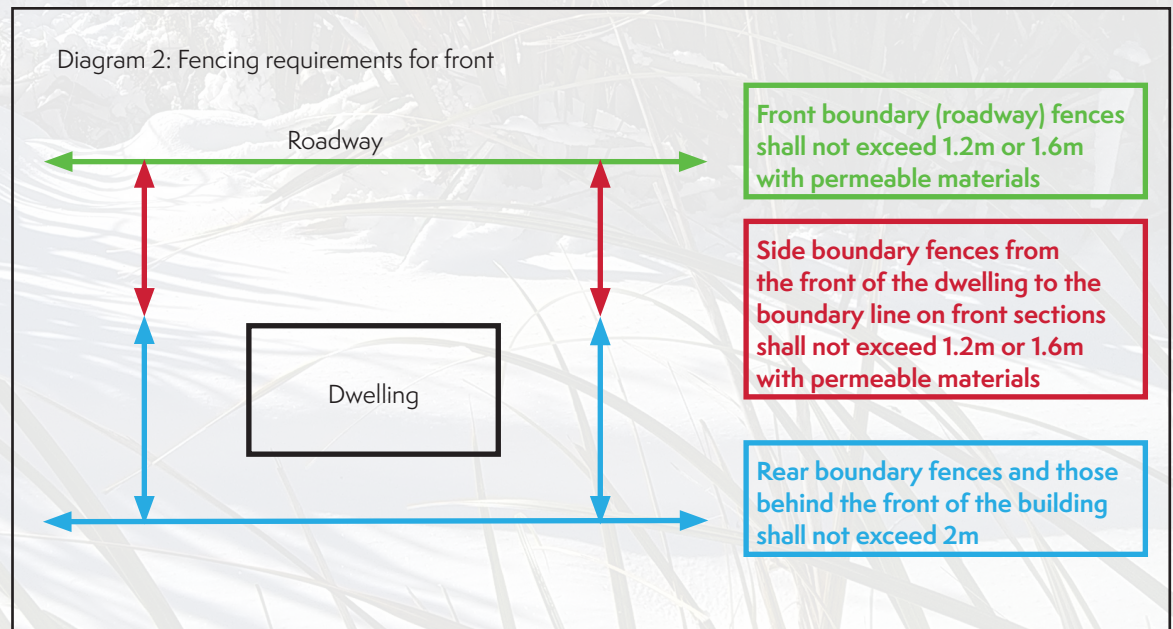 Diagram 2: Fencing requirements for front
Roadway
Front boundary (roadway) fences
shall not exceed 1.2m or 1.6m
with permeable materials
Side boundary fences from
the front of the dwelling to the
boundary line on front sections
shall not exceed 1.2m or 1.6m
with permeable materials
Dwelling
Rear boundary fences and those
behind the front of the building
shall not exceed 2m